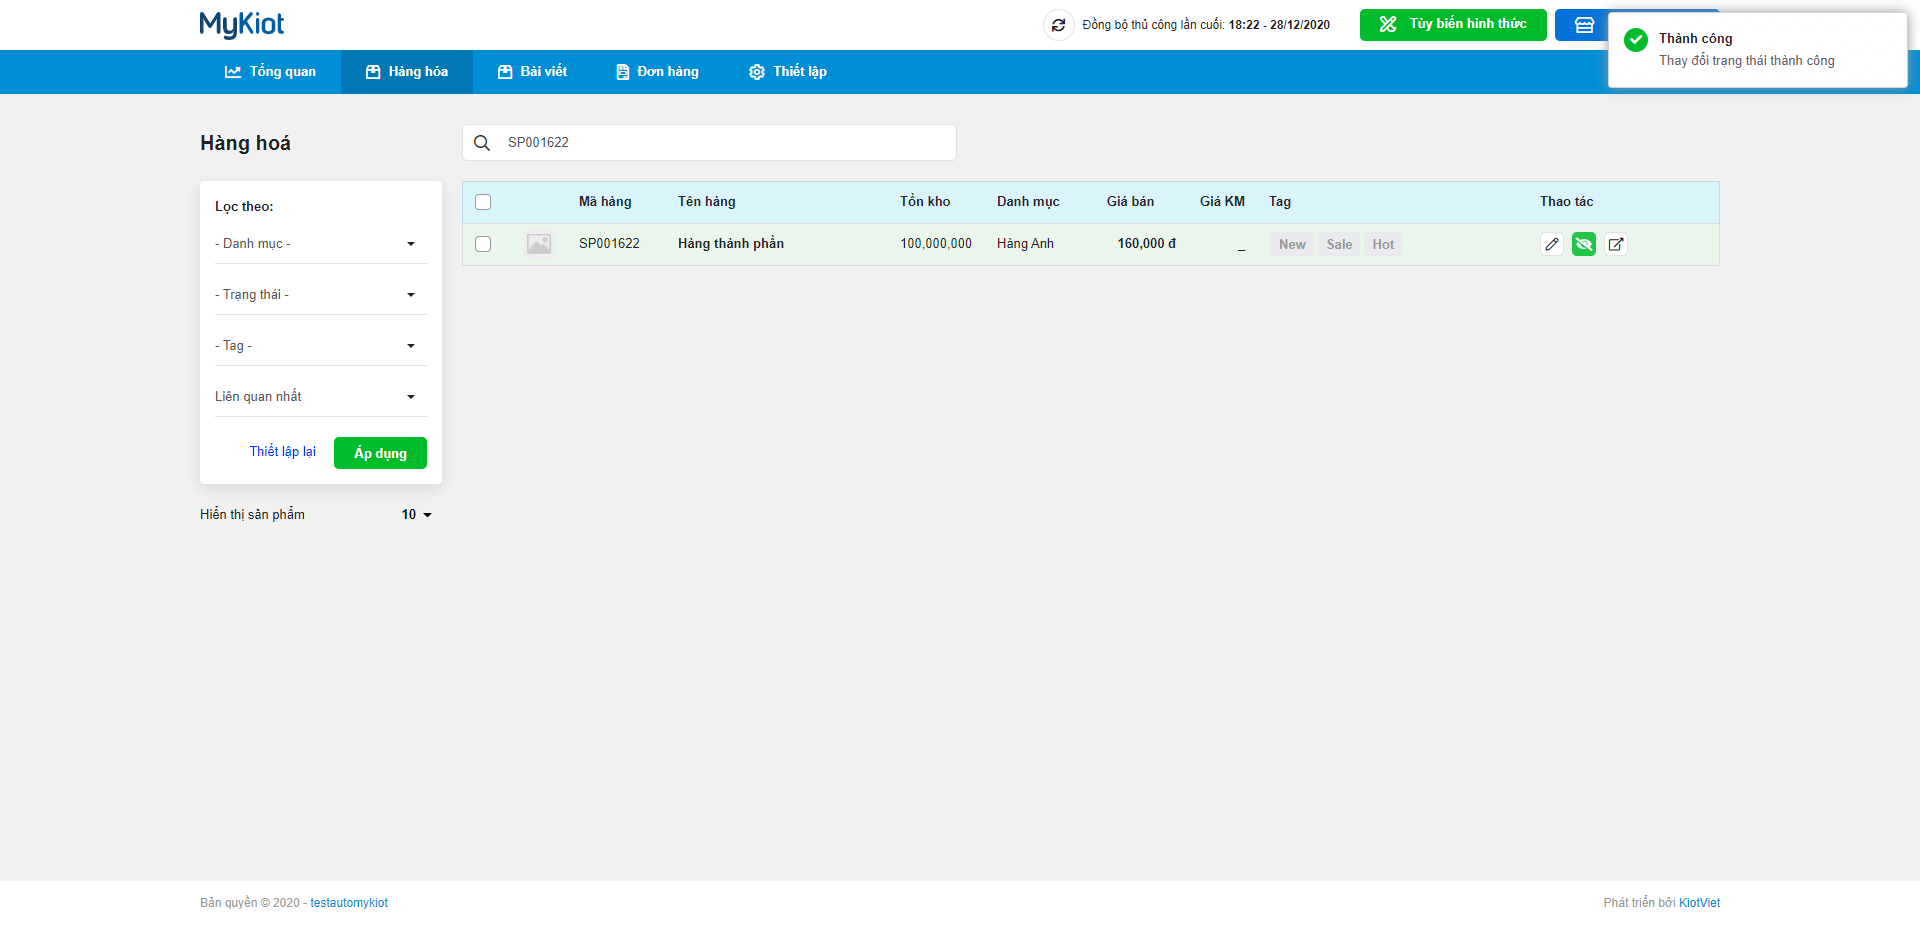 MyKiot
Đồng bộ thủ công lần cuối: 18:22 - 28/12/2020
Tùy biến hình thức
Thành công
Thay đổi trạng thái thành công
Tổng quan
Hàng hóa
Bài viết
Đơn hàng
Thiết lập
Hàng hoá
SP001622
Lọc theo:
- Danh mục -
- Trạng thái -
- Tag -
Liên quan nhất
Thiết lập lại
Áp dụng
Hiển thị sản phẩm 10
Mã hàng Tên hàng Tồn kho Danh mục Giá bán Giá KM Tag Thao tác
SP001622 Hàng thành phần 100,000,000 Hàng Anh 160,000 đ _ New Sale Hot
Bản quyền © 2020 - testautomykiot
Phát triển bởi KiotViet